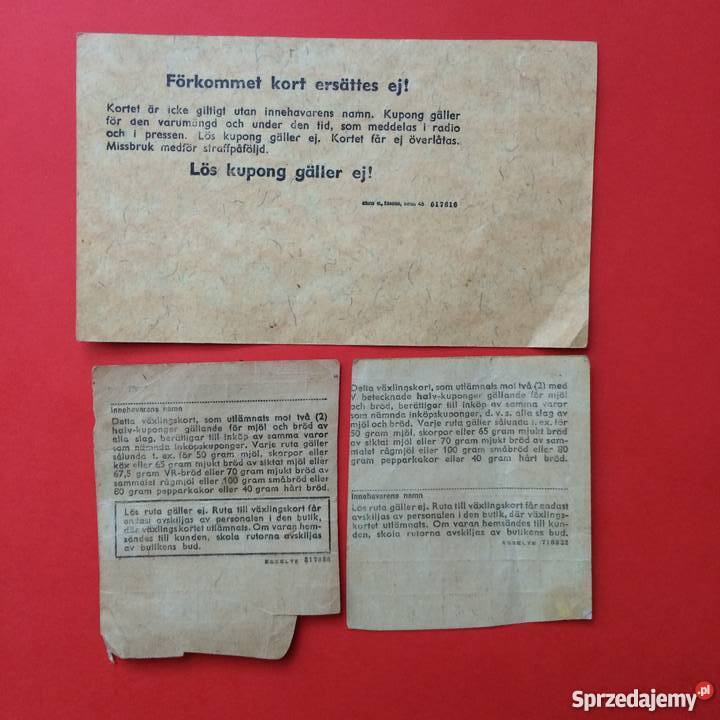 Förkommet kort ersättes ej!
Kortet är icke giltigt utan innehavarens namn. Kupong gäller
för den varumängd och under den tid, som meddelas i radio
och i pressen. Lös kupong gäller ej. Kortet får ej överlåtas.
Missbruk medför straffpåföljd.
Lös kupong gäller ej!
617616
Innehavarens namn
Detta växlingskort, som utlämnats mot två (2)
halv-kuponger gällande för mjöl och bröd av
alla slag, berättigar till inköp av samma varor
som nämnda inköpskuponger. Varje ruta gäller
sålunda t. ex. för 50 gram mjöl, skorpor eller
kex eller 65 gram mjukt bröd av siktat mjöl eller
67,5 gram VR-bröd eller 70 gram mjukt bröd av
sammalet rågmjöl eller 100 gram småbröd eller
80 gram pepparkakor eller 40 gram hårt bröd.
Lös ruta gäller ej. Ruta till växlingskort får
endast avskiljas av personalen i den butik,
där växlingskortet utlämnats. Om varan hem-
sändes till kunden, skola rutorna avskiljas
av butikens bud.
ESSELTE
Detta växlingskort, som utlämnats mot två (2) med
V betecknade halv-kuponger gällande för mjöl
och bröd, berättigar till inköp av samma varor
som nämnda inköpskuponger, d. v. s. alla slag av
mjöl och bröd. Varje ruta gäller sålunda t. ex. för
50 gram mjöl, skorpor eller 65 gram mjukt bröd
av siktat mjöl eller 70 gram mjukt bröd av sam-
malet rågmjöl eller 100 gram småbröd eller 80
gram pepparkakor eller 40 gram hårt bröd.
Innehavarens namn
Lös ruta gäller ej. Ruta till växlingskort får endast
avskiljas av personalen i den butik, där växlings-
kortet utlämnats. Om varan hemsändes till kun-
den, skola rutorna avskiljas av butikens bud.
ESSELTE
Sprzedajemy.pl